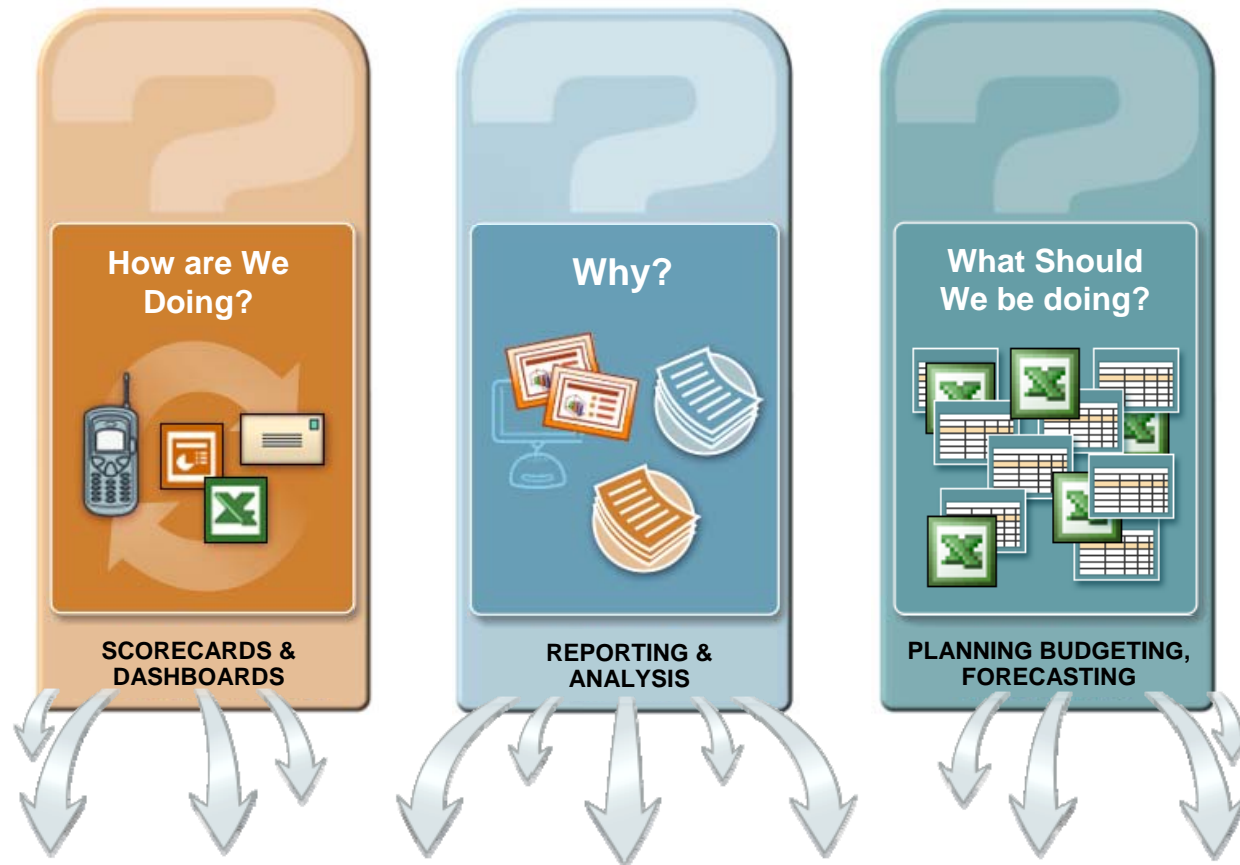 How are We
Doing?
SCORECARDS &
DASHBOARDS
Why?
REPORTING &
ANALYSIS
What Should
We be doing?
PLANNING BUDGETING,
FORECASTING